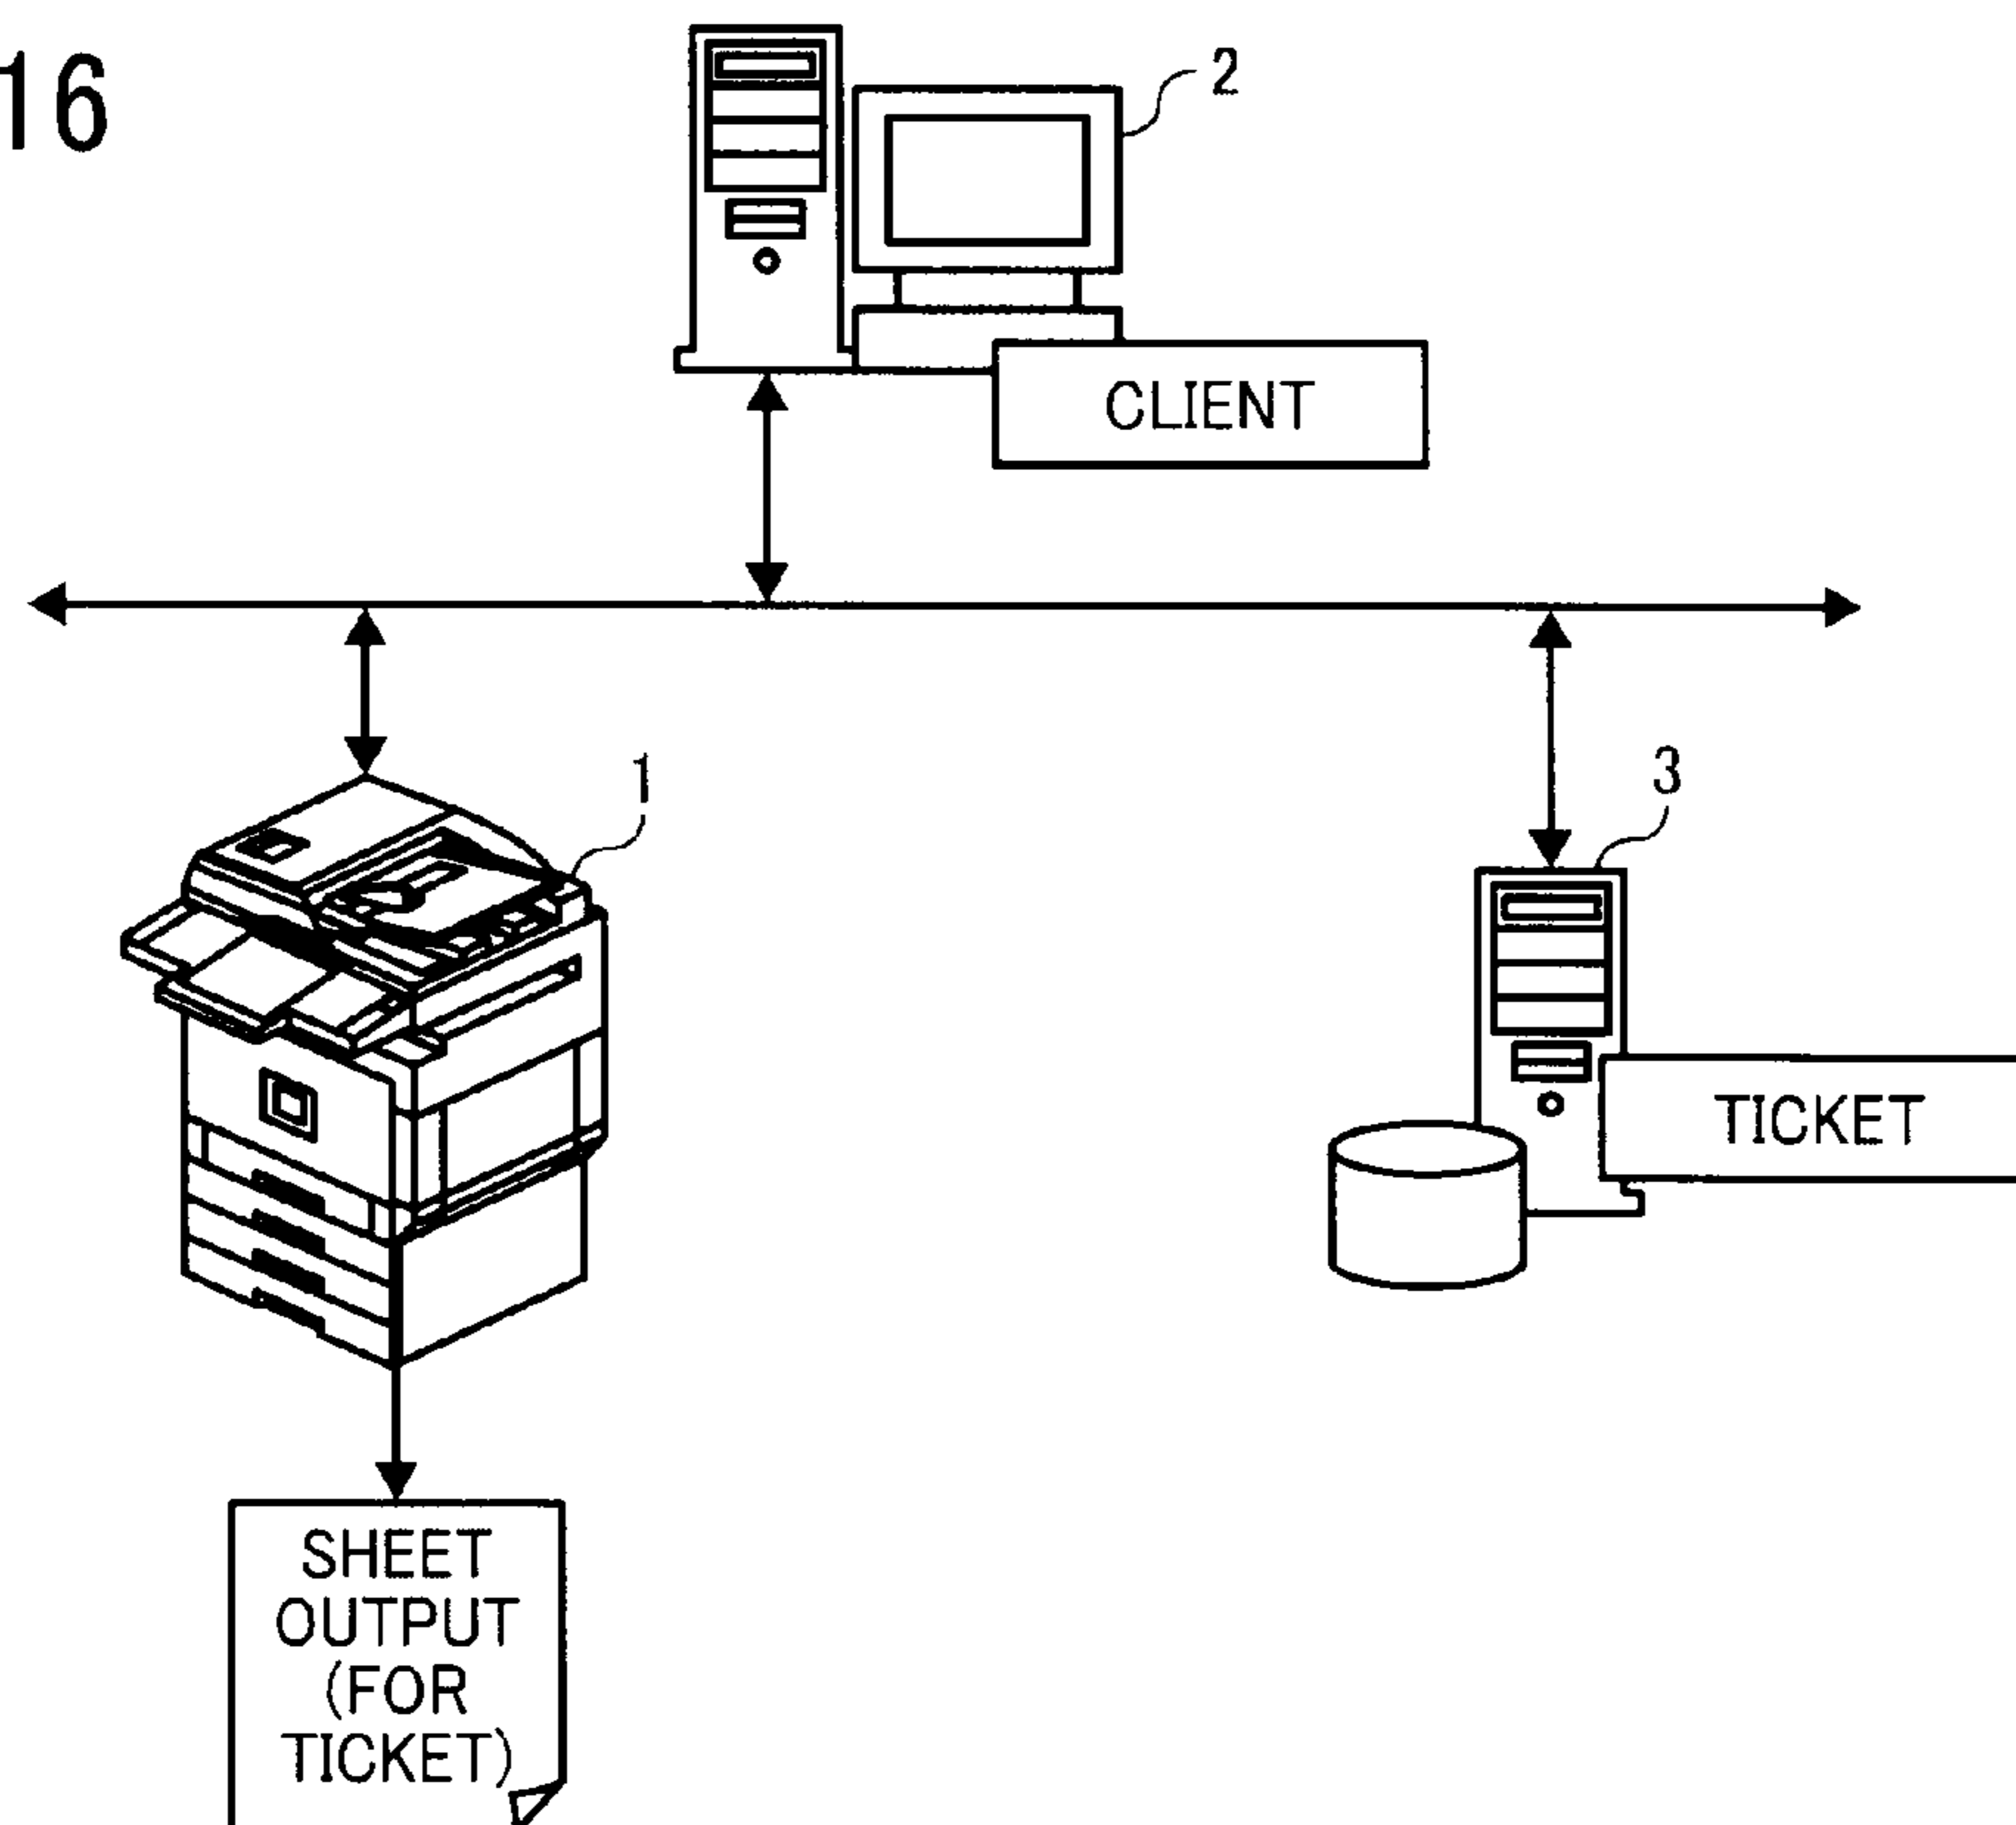 16
2
CLIENT
1
3
TICKET
SHEET
OUTPUT
(FOR
TICKET)